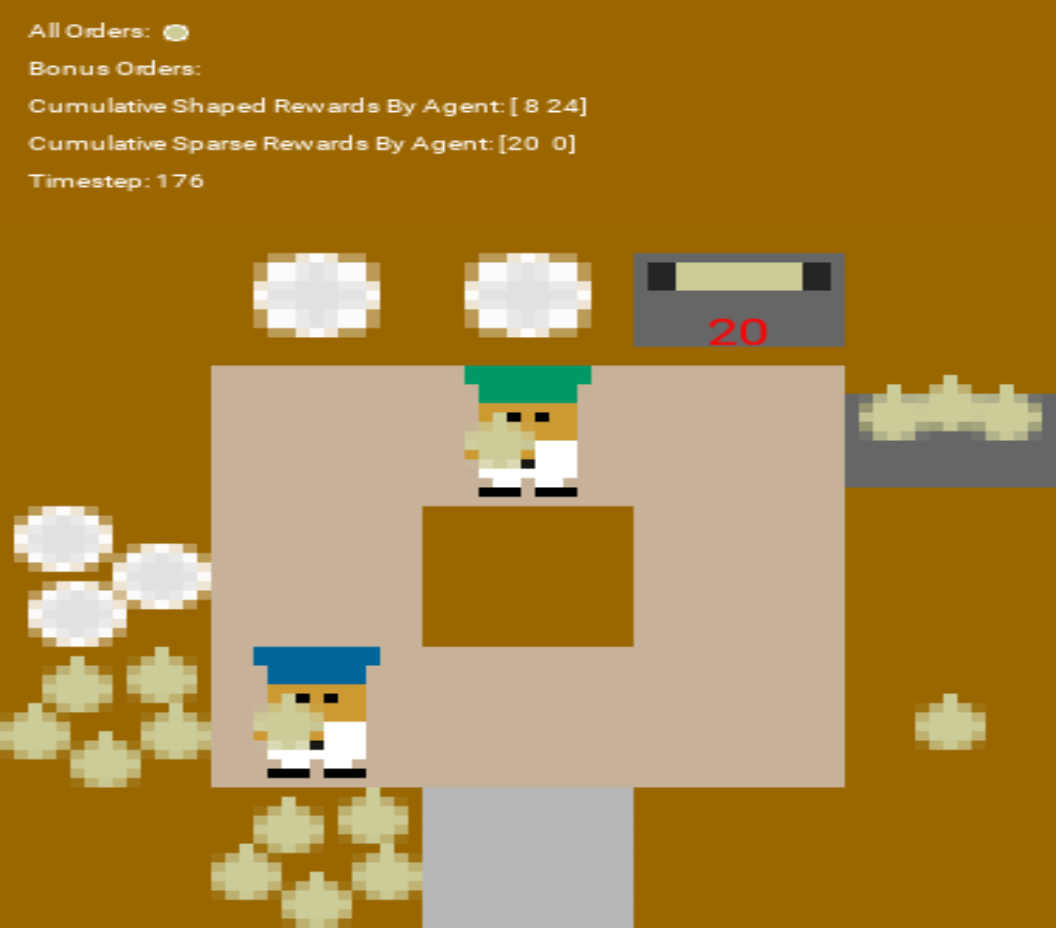 All Orders:
Bonus Orders:
Cumulative Shaped Rewards By Agent: [ 8 24]
Cumulative Sparse Rewards By Agent: [20  0]
Timestep: 176
20